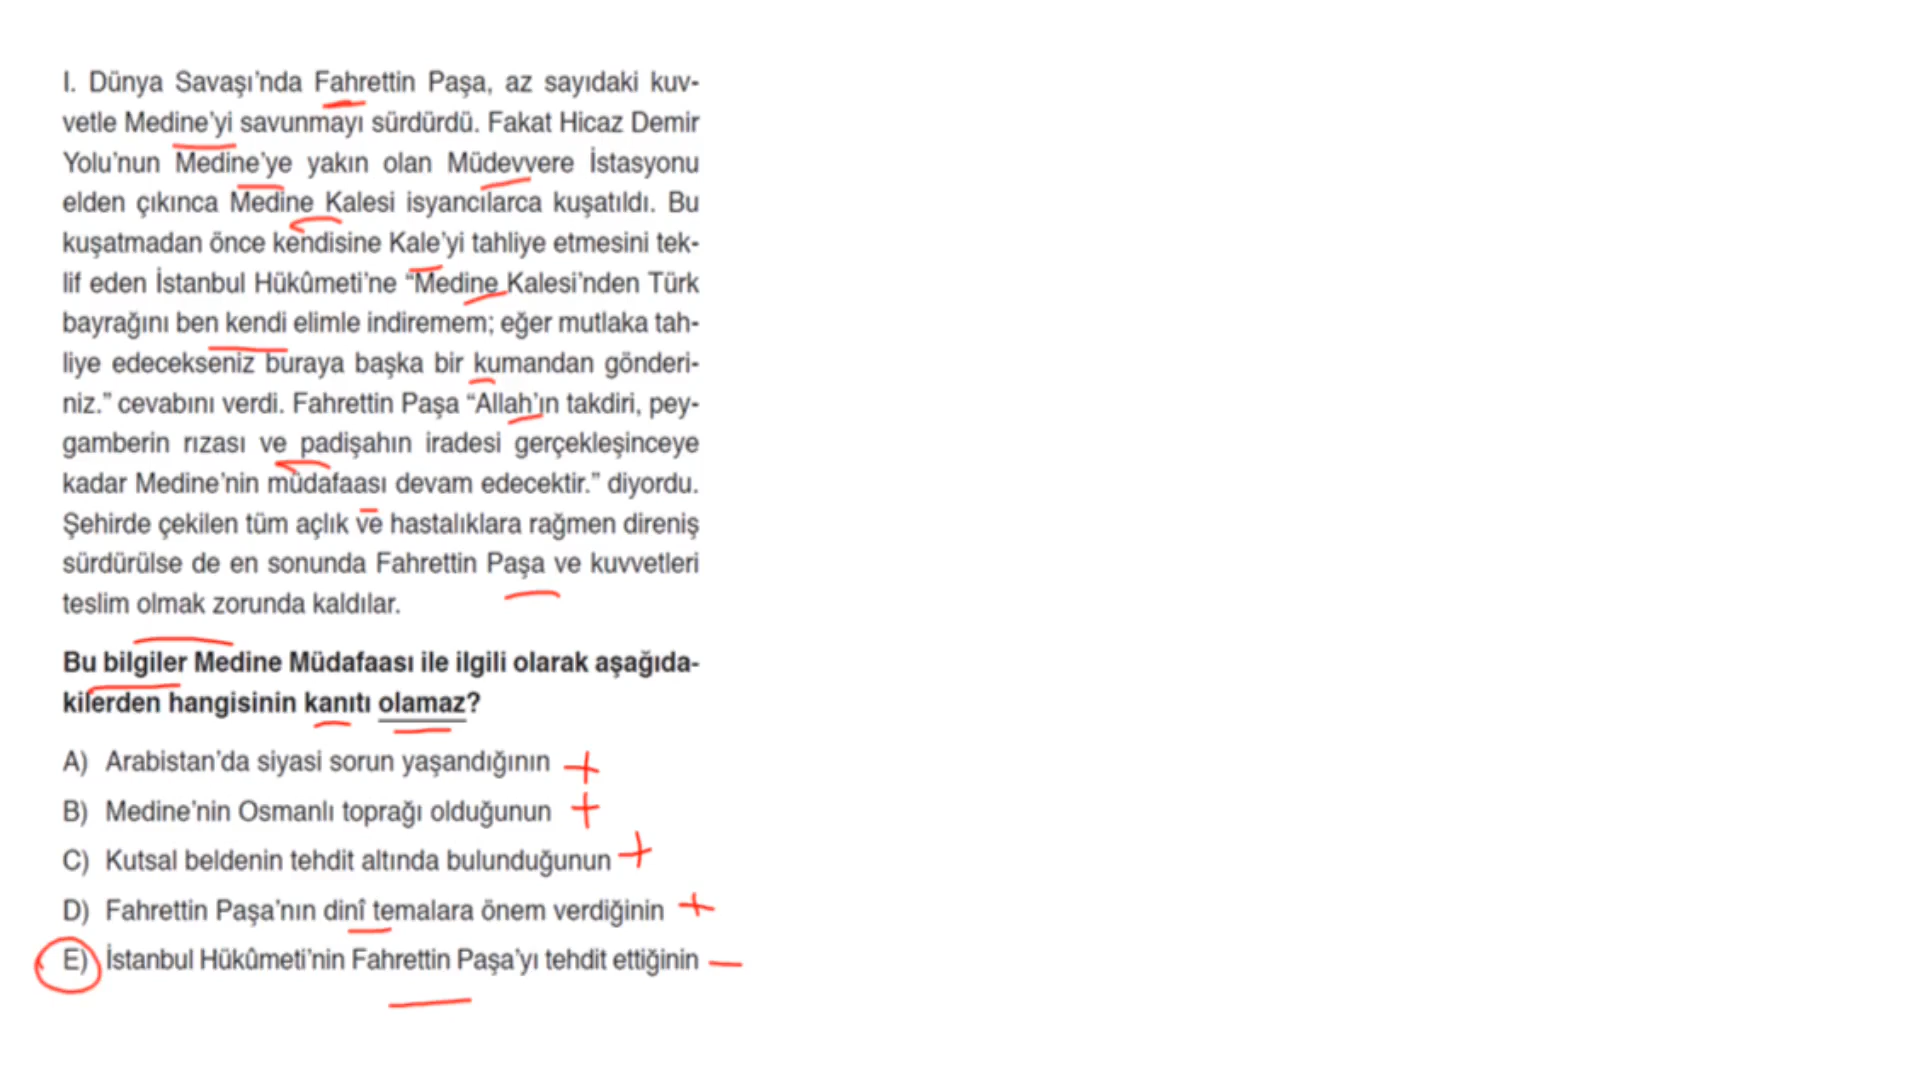 I. Dünya Savaşı’nda Fahrettin Paşa, az sayıdaki kuv-
vetle Medine’yi savunmayı sürdürdü. Fakat Hicaz Demir
Yolu’nun Medine’ye yakın olan Müdevvere İstasyonu
elden çıkınca Medine Kalesi isyancılarca kuşatıldı. Bu
kuşatmadan önce kendisine Kale’yi tahliye etmesini tek-
lif eden İstanbul Hükûmeti’ne “Medine Kalesi’nden Türk
bayrağını ben kendi elimle indiremem; eğer mutlaka tah-
liye edecekseniz buraya başka bir kumandan gönderi-
niz.” cevabını verdi. Fahrettin Paşa “Allah’ın takdiri, pey-
gamberin rızası ve padişahın iradesi gerçekleşinceye
kadar Medine’nin müdafaası devam edecektir.” diyordu.
Şehirde çekilen tüm açlık ve hastalıklara rağmen direniş
sürdürülse de en sonunda Fahrettin Paşa ve kuvvetleri
teslim olmak zorunda kaldılar.
Bu bilgiler Medine Müdafaası ile ilgili olarak aşağıda-
kilerden hangisinin kanıtı olamaz?
A) Arabistan’da siyasi sorun yaşandığının +
B) Medine’nin Osmanlı toprağı olduğunun +
C) Kutsal beldenin tehdit altında bulunduğunun +
D) Fahrettin Paşa’nın dinî temalara önem verdiğinin +
E) İstanbul Hükûmeti’nin Fahrettin Paşa’yı tehdit ettiğinin –